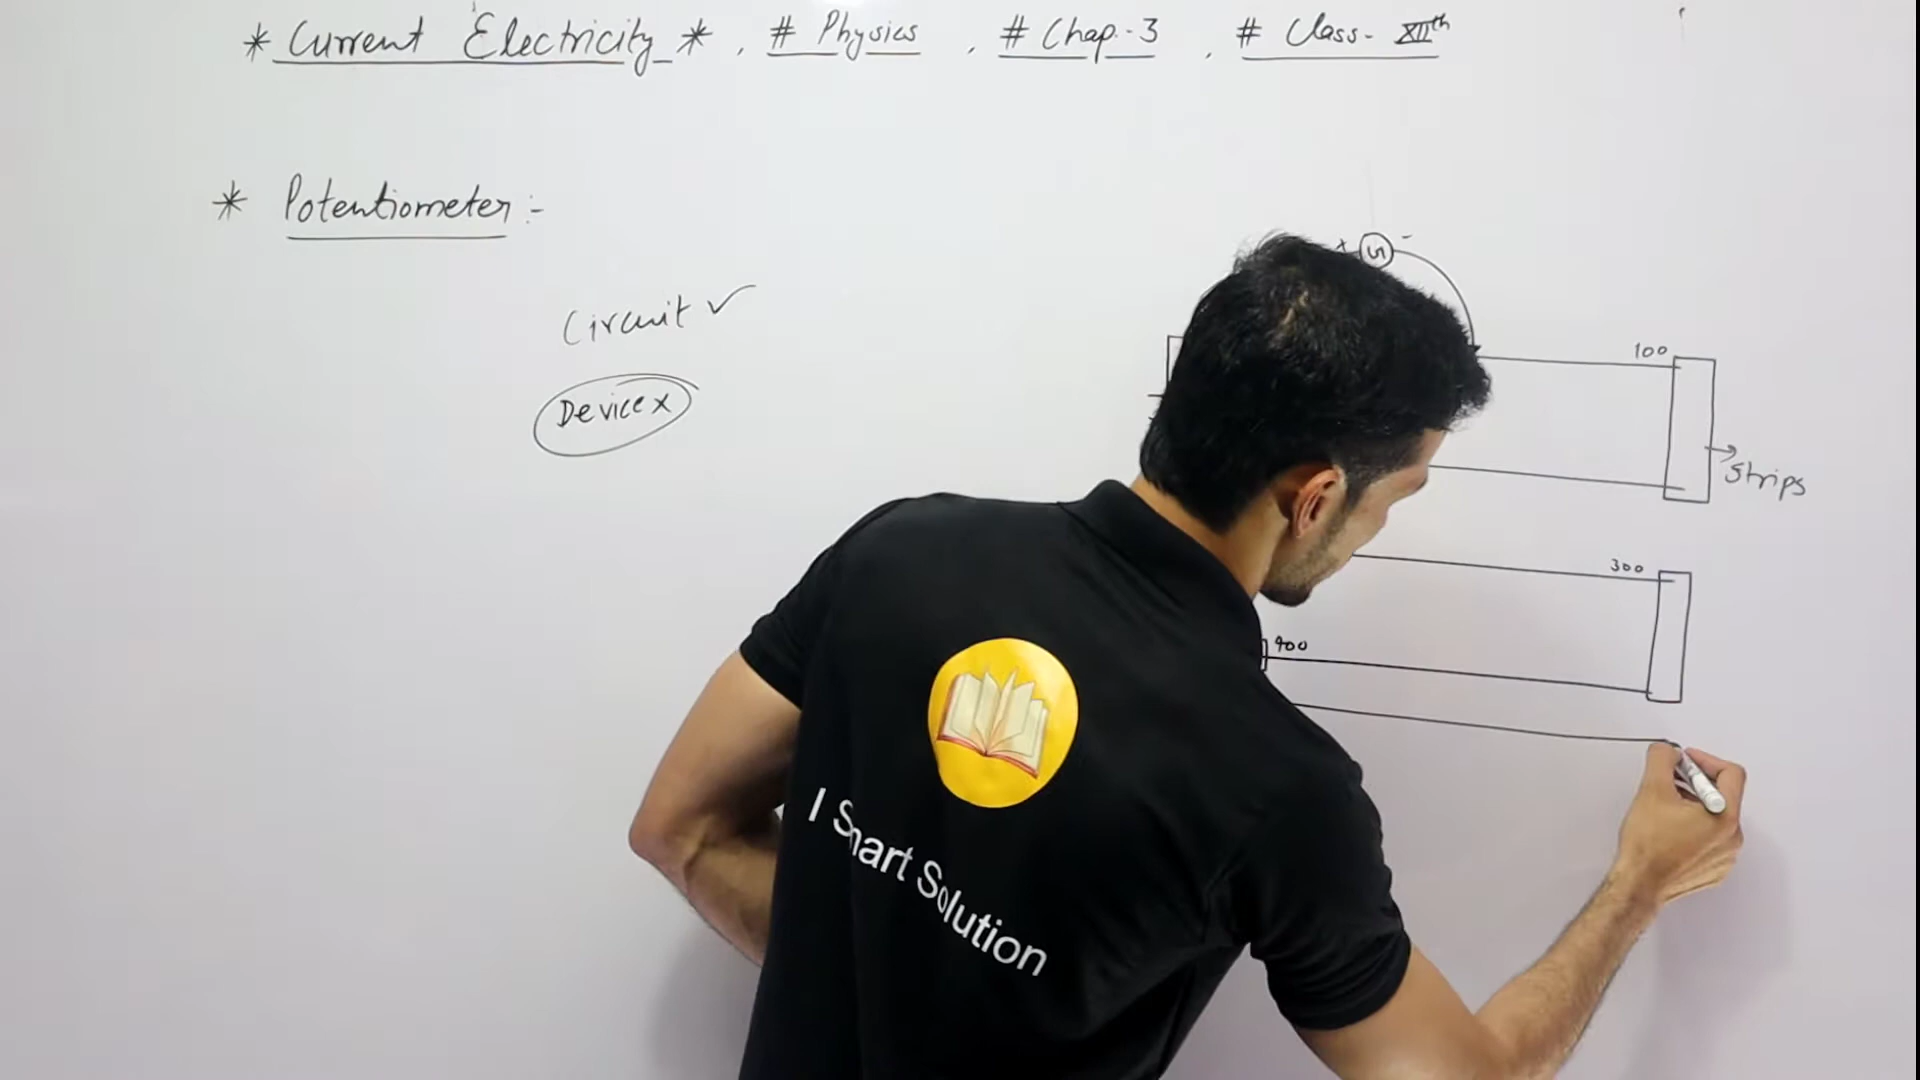 * Current Electricity * , # Physics , # Chap.-3 , # Class- XIIth
* Potentiometer :-
Circuit ✓
Device x
+ G -
100
Strips
300
400
I Smart Solution